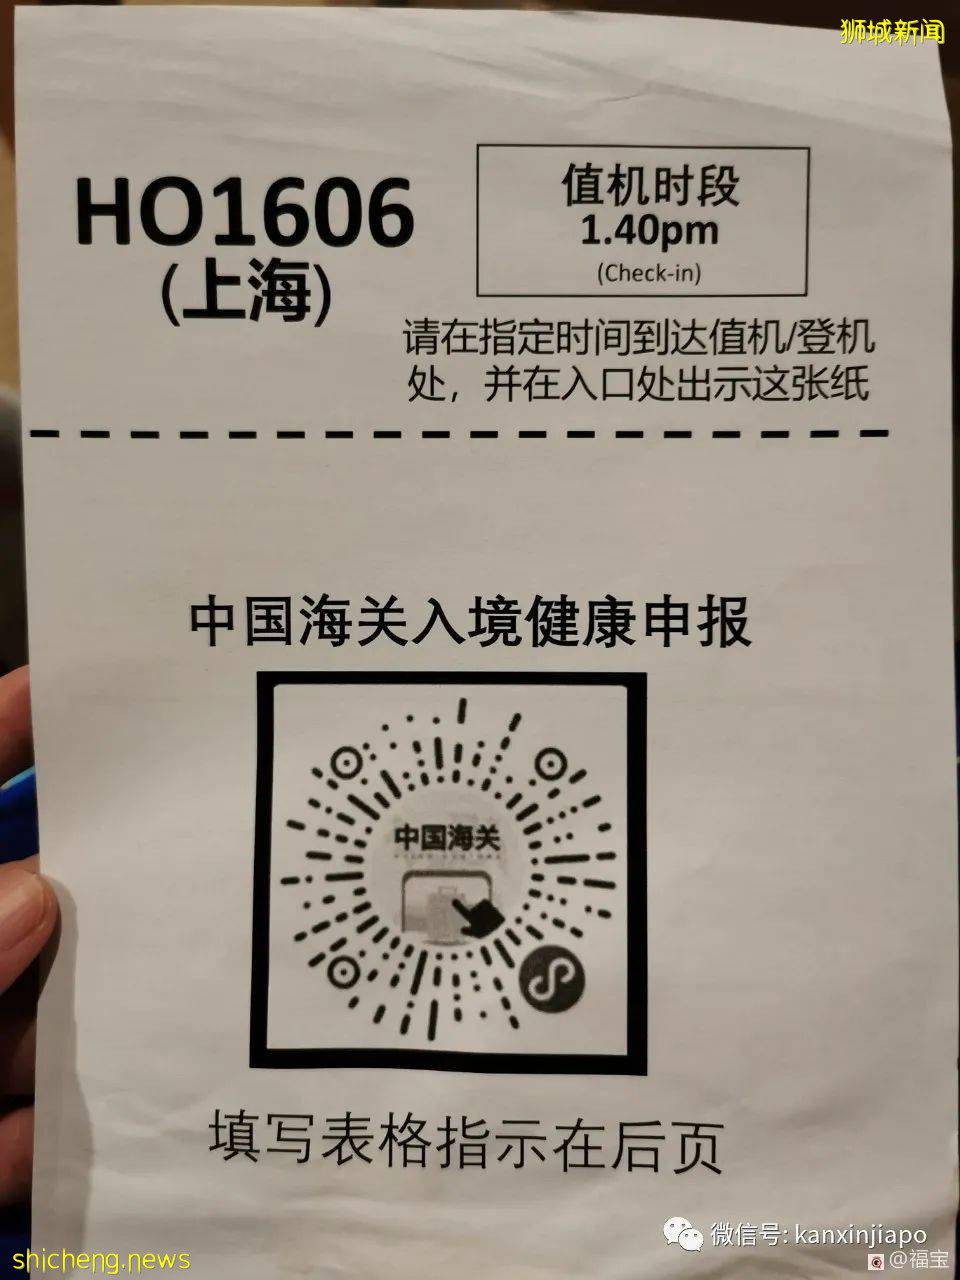 狮城新闻
HO1606
(上海)
值机时段
1.40pm
(Check-in)
请在指定时间到达值机/登机
处，并在入口处出示这张纸
中国海关入境健康申报
中国海关
填写表格指示在后页
微信号: kanxinjiapo
@福宝
shicheng.news